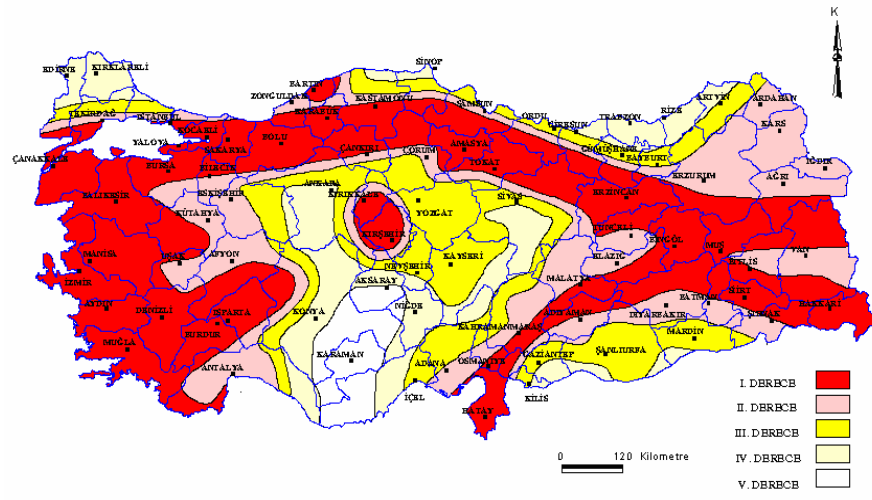 K
SİNOP
EDİRNE
KIRKLARELİ
BARTIN
ZONGULDAK
KASTAMONU
ARTVİN
ARDAHAN
SAMSUN
RİZE
TEKİRDAĞ
İSTANBUL
KARABÜK
ORDU
GİRESUN
TRABZON
KOCAELİ
KARS
YALOVA
SAKARYA
BOLU
AMASYA
GÜMÜŞHANE
ÇANAKKALE
BURSA
BİLECİK
ÇANKIRI
ÇORUM
TOKAT
BAYBURT
IĞDIR
ERZURUM
AĞRI
ANKARA
BALIKESİR
ESKİŞEHİR
KIRIKKALE
SİVAS
ERZİNCAN
KÜTAHYA
YOZGAT
TUNCELİ
KIRŞEHİR
BİNGÖL
MUŞ
MANİSA
UŞAK
AFYON
NEVŞEHİR
KAYSERİ
ELAZIĞ
VAN
BİTLİS
İZMİR
AKSARAY
MALATYA
SİİRT
AYDIN
DENİZLİ
ISPARTA
KONYA
NİĞDE
BATMAN
HAKKARİ
BURDUR
KAHRAMANMARAŞ
ADIYAMAN
DİYARBAKIR
ŞIRNAK
MUĞLA
MARDİN
KARAMAN
ADANA
OSMANİYE
GAZİANTEP
ŞANLIURFA
ANTALYA
İÇEL
KİLİS
HATAY
I. DERECE
II. DERECE
III. DERECE
IV. DERECE
V. DERECE
0 120 Kilometre